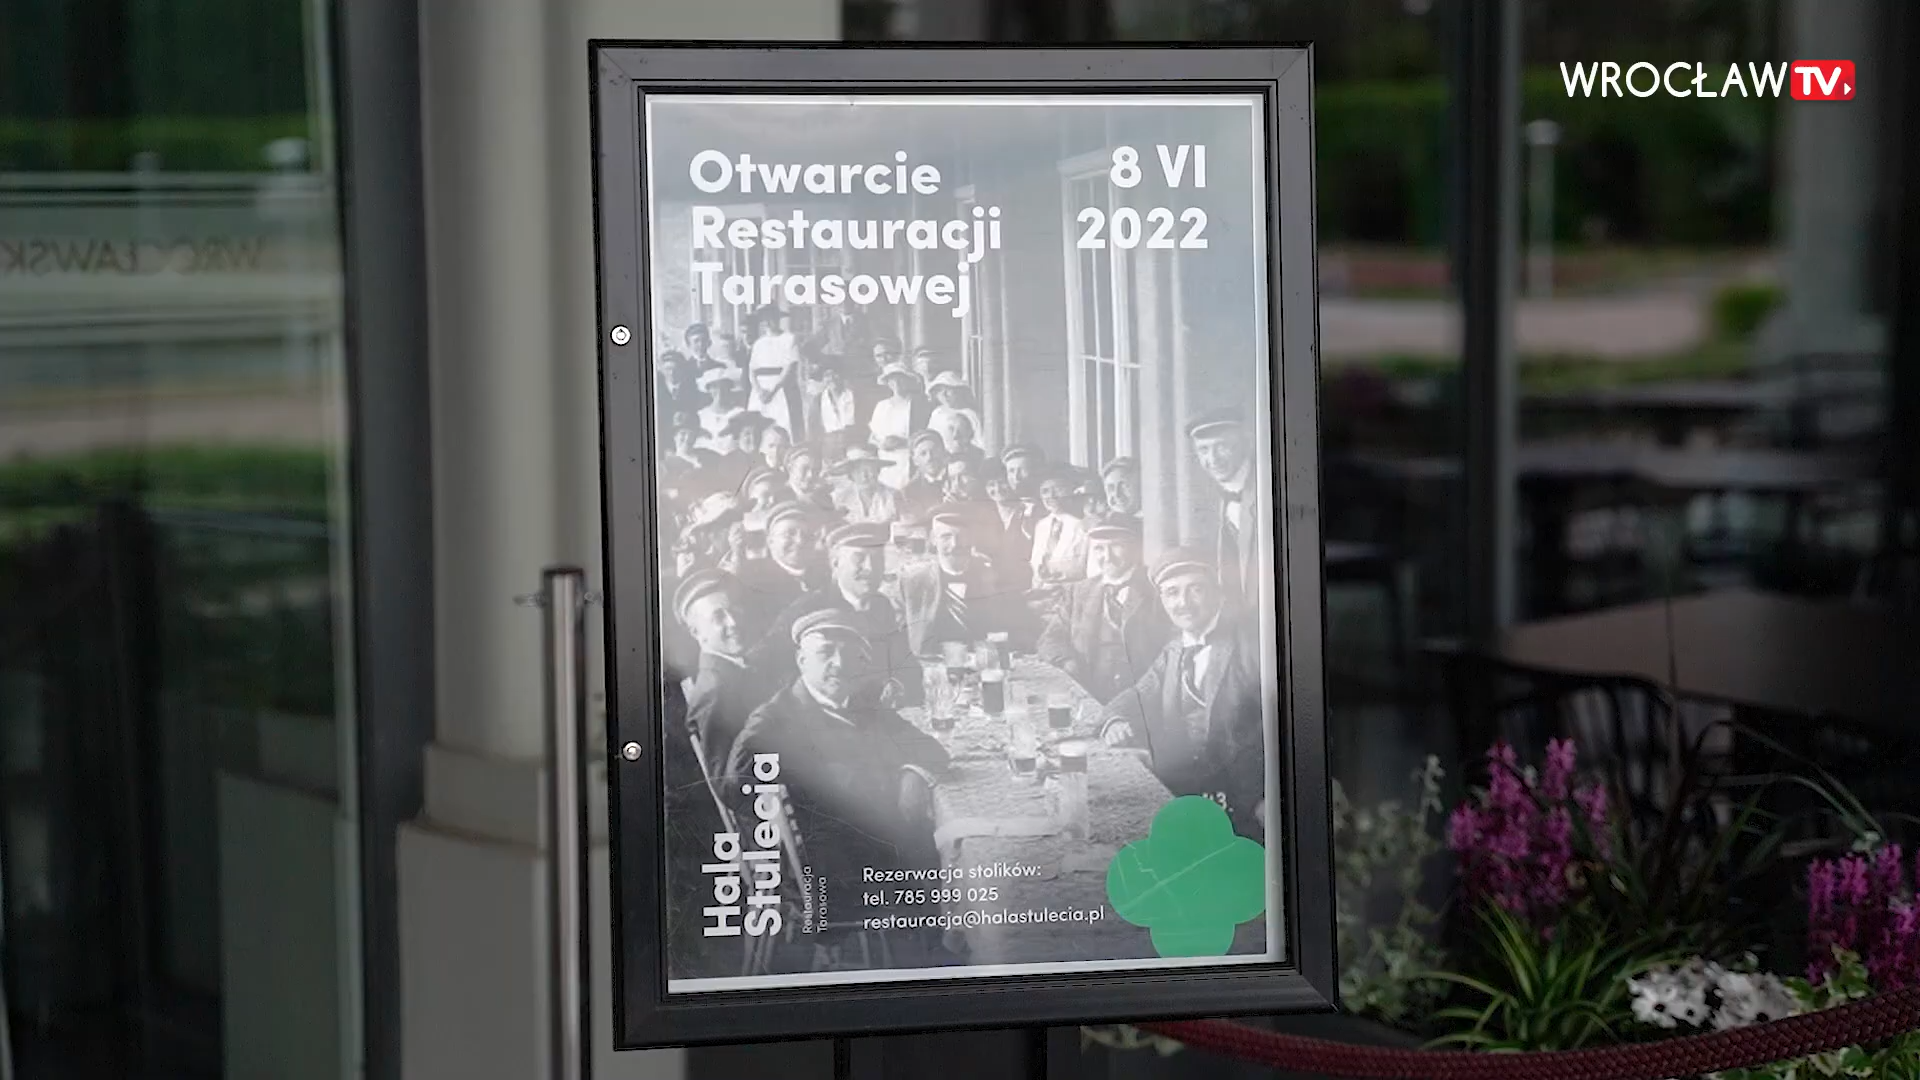 WROCŁAWTV
Otwarcie
Restauracji
Tarasowej
8 VI
2022
WROCŁAWSK
Hala
Stulecia
Restauracja
Tarasowa
Rezerwacja stolików:
tel. 785 999 025
restauracja@halastulecia.pl